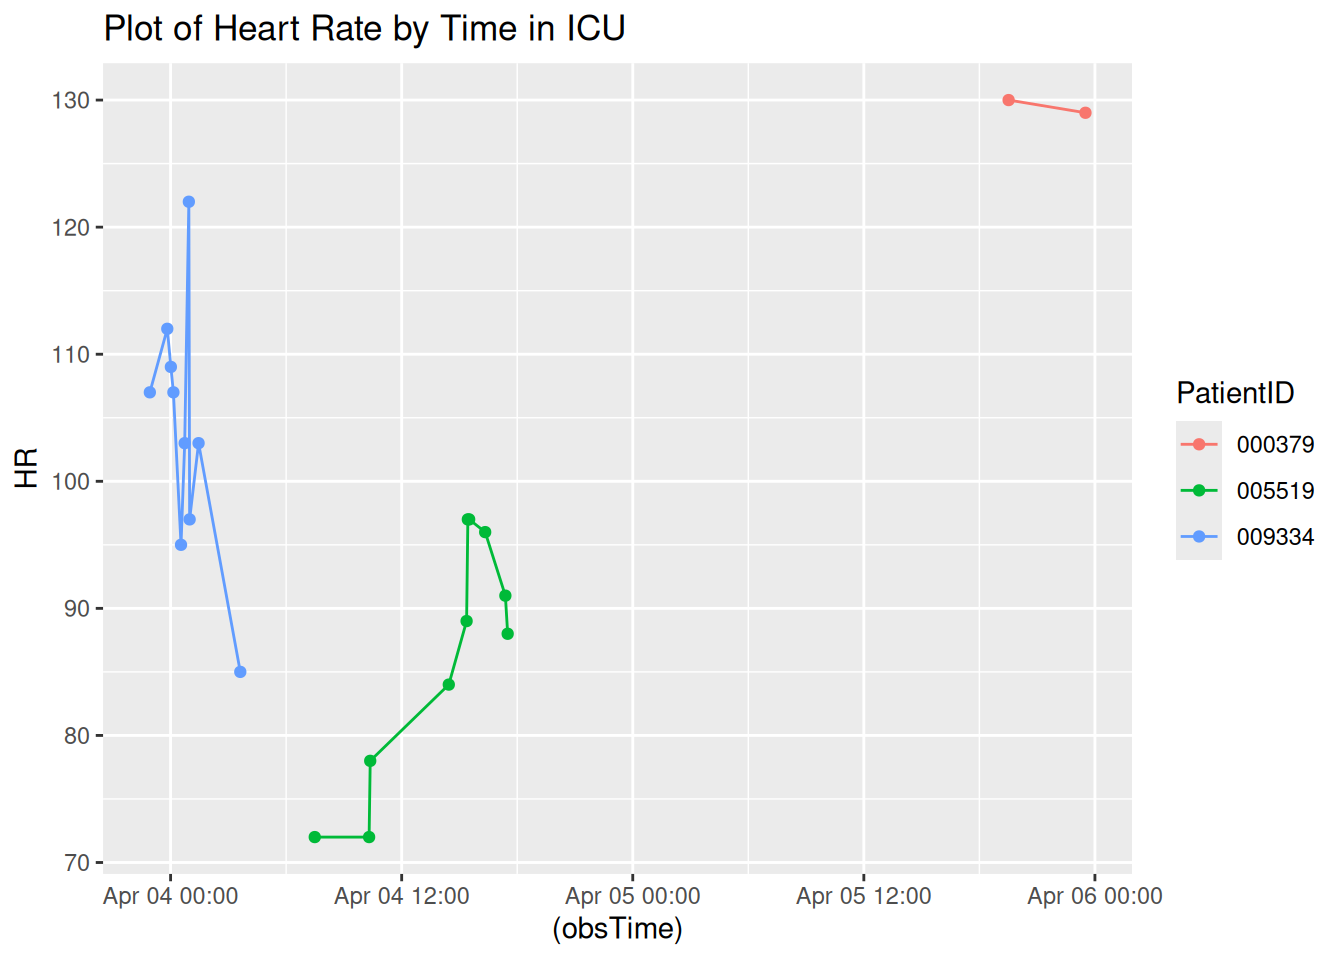 Plot of Heart Rate by Time in ICU
130
120
110
100
90
80
70
HR
Apr 04 00:00
Apr 04 12:00
Apr 05 00:00
Apr 05 12:00
Apr 06 00:00
(obsTime)
PatientID
000379
005519
009334